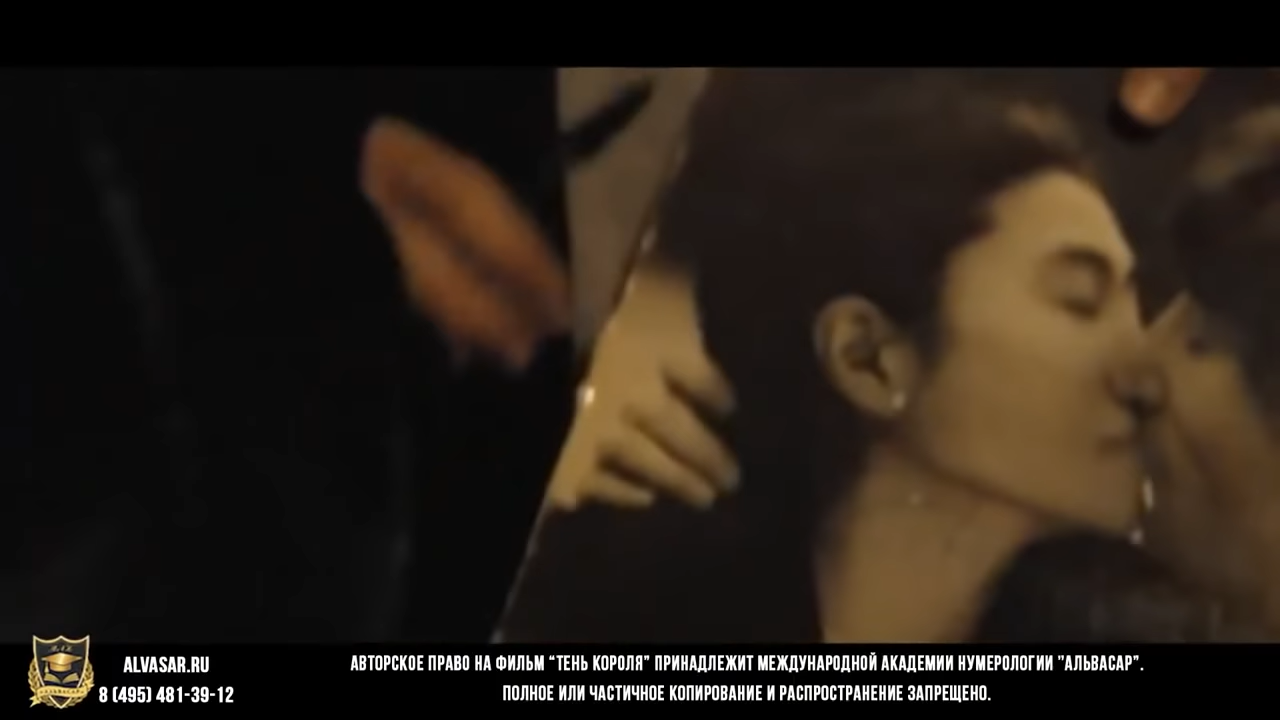 ALVASAR.RU
8 (495) 481-39-12
АВТОРСКОЕ ПРАВО НА ФИЛЬМ “ТЕНЬ КОРОЛЯ” ПРИНАДЛЕЖИТ МЕЖДУНАРОДНОЙ АКАДЕМИИ НУМЕРОЛОГИИ "АЛЬВАСАР".
ПОЛНОЕ ИЛИ ЧАСТИЧНОЕ КОПИРОВАНИЕ И РАСПРОСТРАНЕНИЕ ЗАПРЕЩЕНО.